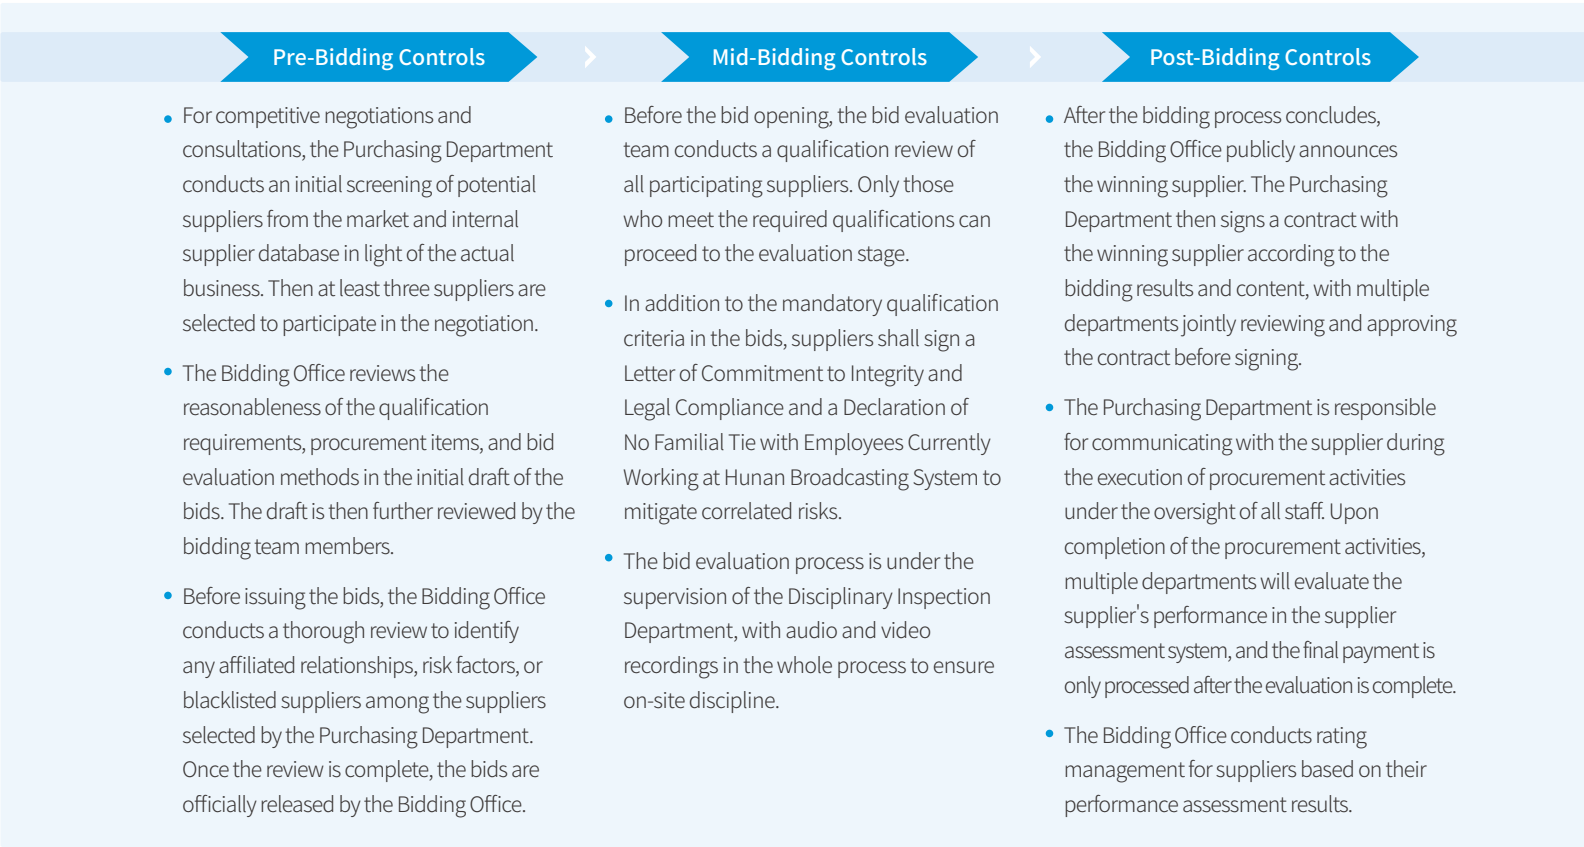 Pre-Bidding Controls
For competitive negotiations and
consultations, the Purchasing Department
conducts an initial screening of potential
suppliers from the market and internal
supplier database in light of the actual
business. Then at least three suppliers are
selected to participate in the negotiation.
The Bidding Office reviews the
reasonableness of the qualification
requirements, procurement items, and bid
evaluation methods in the initial draft of the
bids. The draft is then further reviewed by the
bidding team members.
Before issuing the bids, the Bidding Office
conducts a thorough review to identify
any affiliated relationships, risk factors, or
blacklisted suppliers among the suppliers
selected by the Purchasing Department.
Once the review is complete, the bids are
officially released by the Bidding Office.
Mid-Bidding Controls
Before the bid opening, the bid evaluation
team conducts a qualification review of
all participating suppliers. Only those
who meet the required qualifications can
proceed to the evaluation stage.
In addition to the mandatory qualification
criteria in the bids, suppliers shall sign a
Letter of Commitment to Integrity and
Legal Compliance and a Declaration of
No Familial Tie with Employees Currently
Working at Hunan Broadcasting System to
mitigate correlated risks.
The bid evaluation process is under the
supervision of the Disciplinary Inspection
Department, with audio and video
recordings in the whole process to ensure
on-site discipline.
Post-Bidding Controls
After the bidding process concludes,
the Bidding Office publicly announces
the winning supplier. The Purchasing
Department then signs a contract with
the winning supplier according to the
bidding results and content, with multiple
departments jointly reviewing and approving
the contract before signing.
The Purchasing Department is responsible
for communicating with the supplier during
the execution of procurement activities
under the oversight of all staff. Upon
completion of the procurement activities,
multiple departments will evaluate the
supplier's performance in the supplier
assessment system, and the final payment is
only processed after the evaluation is complete.
The Bidding Office conducts rating
management for suppliers based on their
performance assessment results.